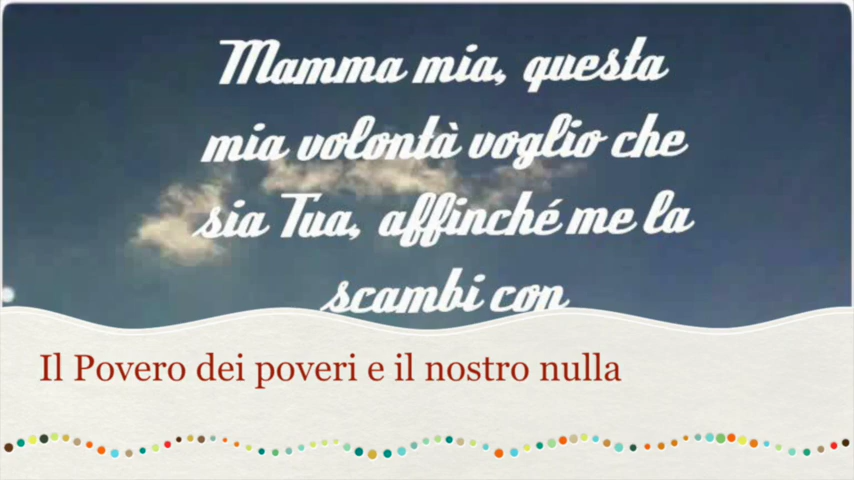 Mamma mia, questa
mia volontà voglio che
sia Tua, affinché me la
scambi con
Il Povero dei poveri e il nostro nulla